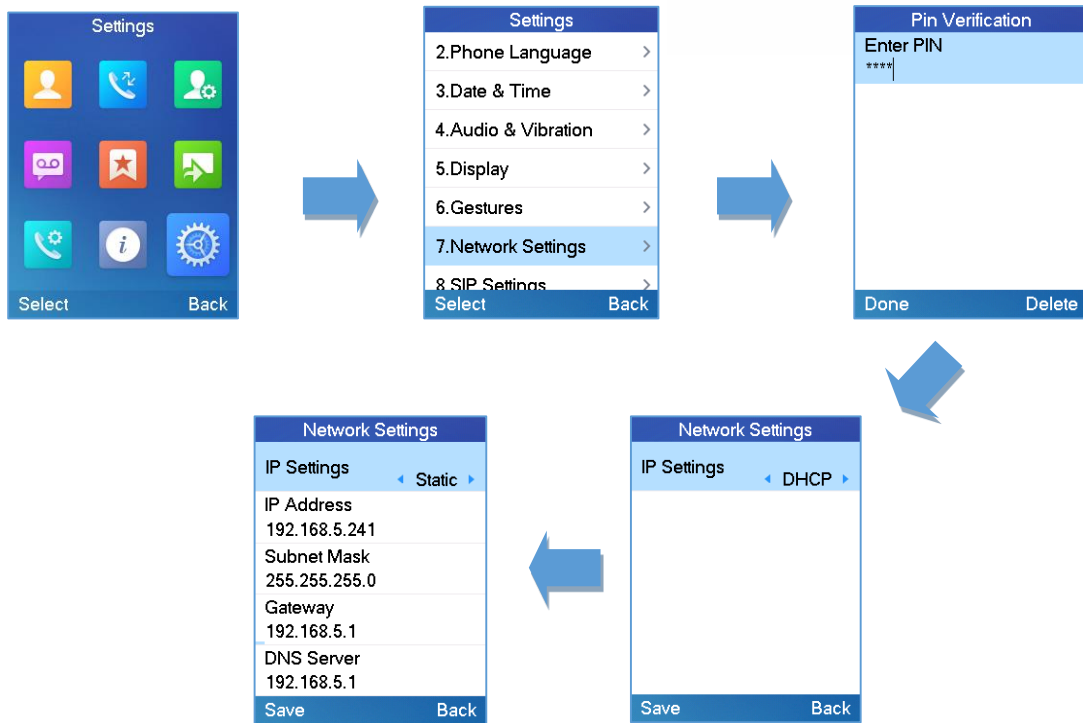 Settings
Select Back
Settings
2.Phone Language
3.Date & Time
4.Audio & Vibration
5.Display
6.Gestures
7.Network Settings
8 SIP Settings
Select Back
Pin Verification
Enter PIN
****
Done Delete
Network Settings
IP Settings
DHCP
Save Back
Network Settings
IP Settings
Static
IP Address
192.168.5.241
Subnet Mask
255.255.255.0
Gateway
192.168.5.1
DNS Server
192.168.5.1
Save Back